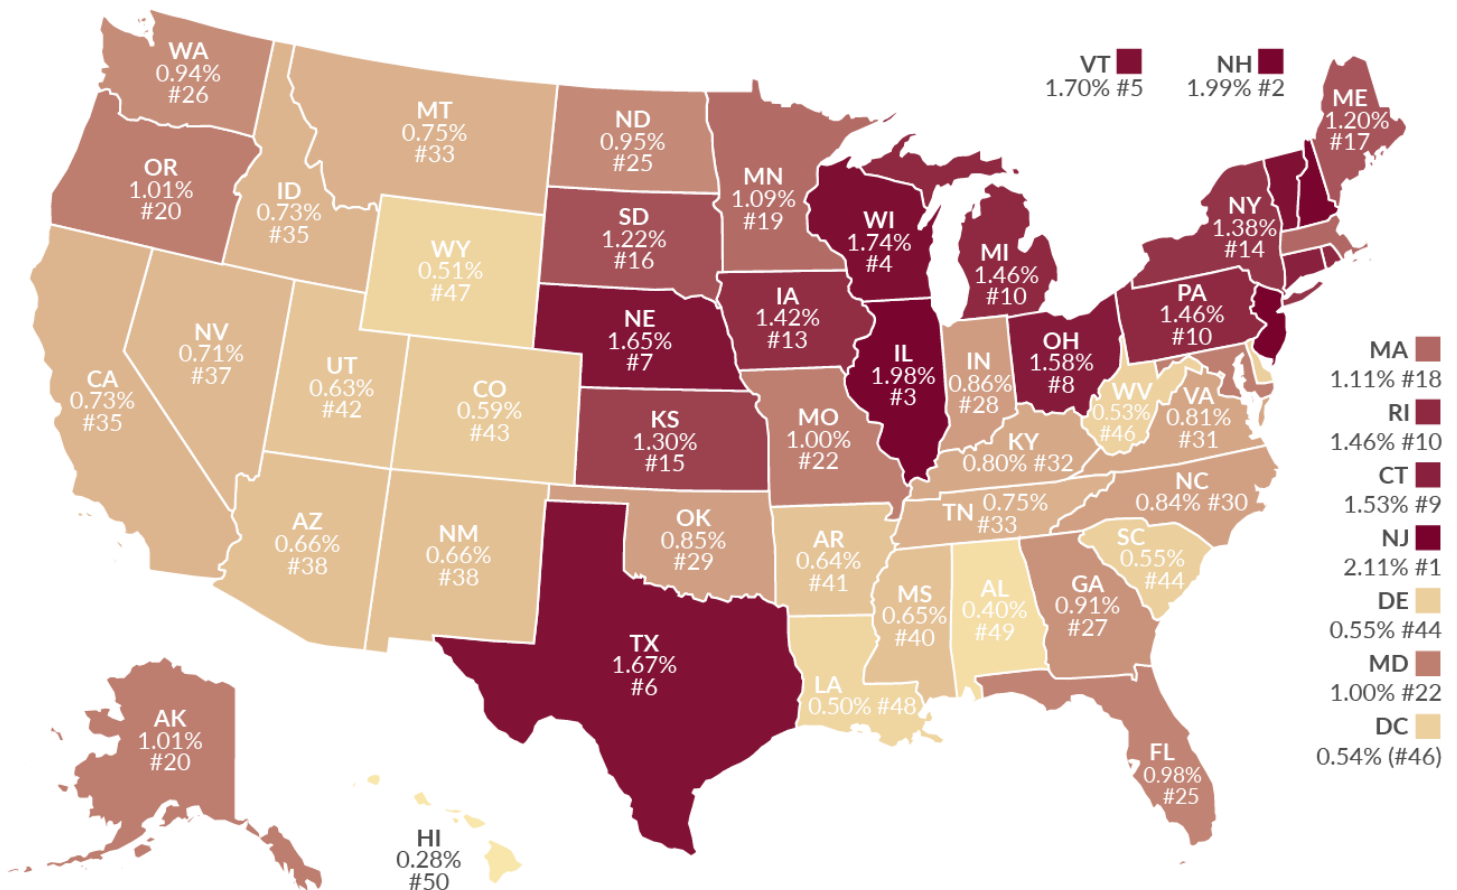 WA
0.94%
#26
MT
0.75%
#33
ND
0.95%
#25
VT
1.70% #5
NH
1.99% #2
ME
1.20%
#17
OR
1.01%
#20
ID
0.73%
#35
MN
1.09%
#19
WI
1.74%
#4
NY
1.38%
#14
SD
1.22%
#16
WY
0.51%
#47
MI
1.46%
#10
IA
1.42%
#13
PA
1.46%
#10
NE
1.65%
#7
NV
0.71%
#37
UT
0.63%
#42
CO
0.59%
#43
IL
1.98%
#3
IN
0.86%
#28
OH
1.58%
#8
WV
0.53%
#46
VA
0.81%
#31
CA
0.73%
#35
KS
1.30%
#15
MO
1.00%
#22
KY
0.80% #32
NC
0.84% #30
TN 0.75%
#33
AZ
0.66%
#38
NM
0.66%
#38
OK
0.85%
#29
AR
0.64%
#41
SC
0.55%
#44
MS
0.65%
#40
AL
0.40%
#49
GA
0.91%
#27
TX
1.67%
#6
LA
0.50% #48
FL
0.98%
#25
AK
1.01%
#20
HI
0.28%
#50
MA
1.11% #18
RI
1.46% #10
CT
1.53% #9
NJ
2.11% #1
DE
0.55% #44
MD
1.00% #22
DC
0.54% (#46)